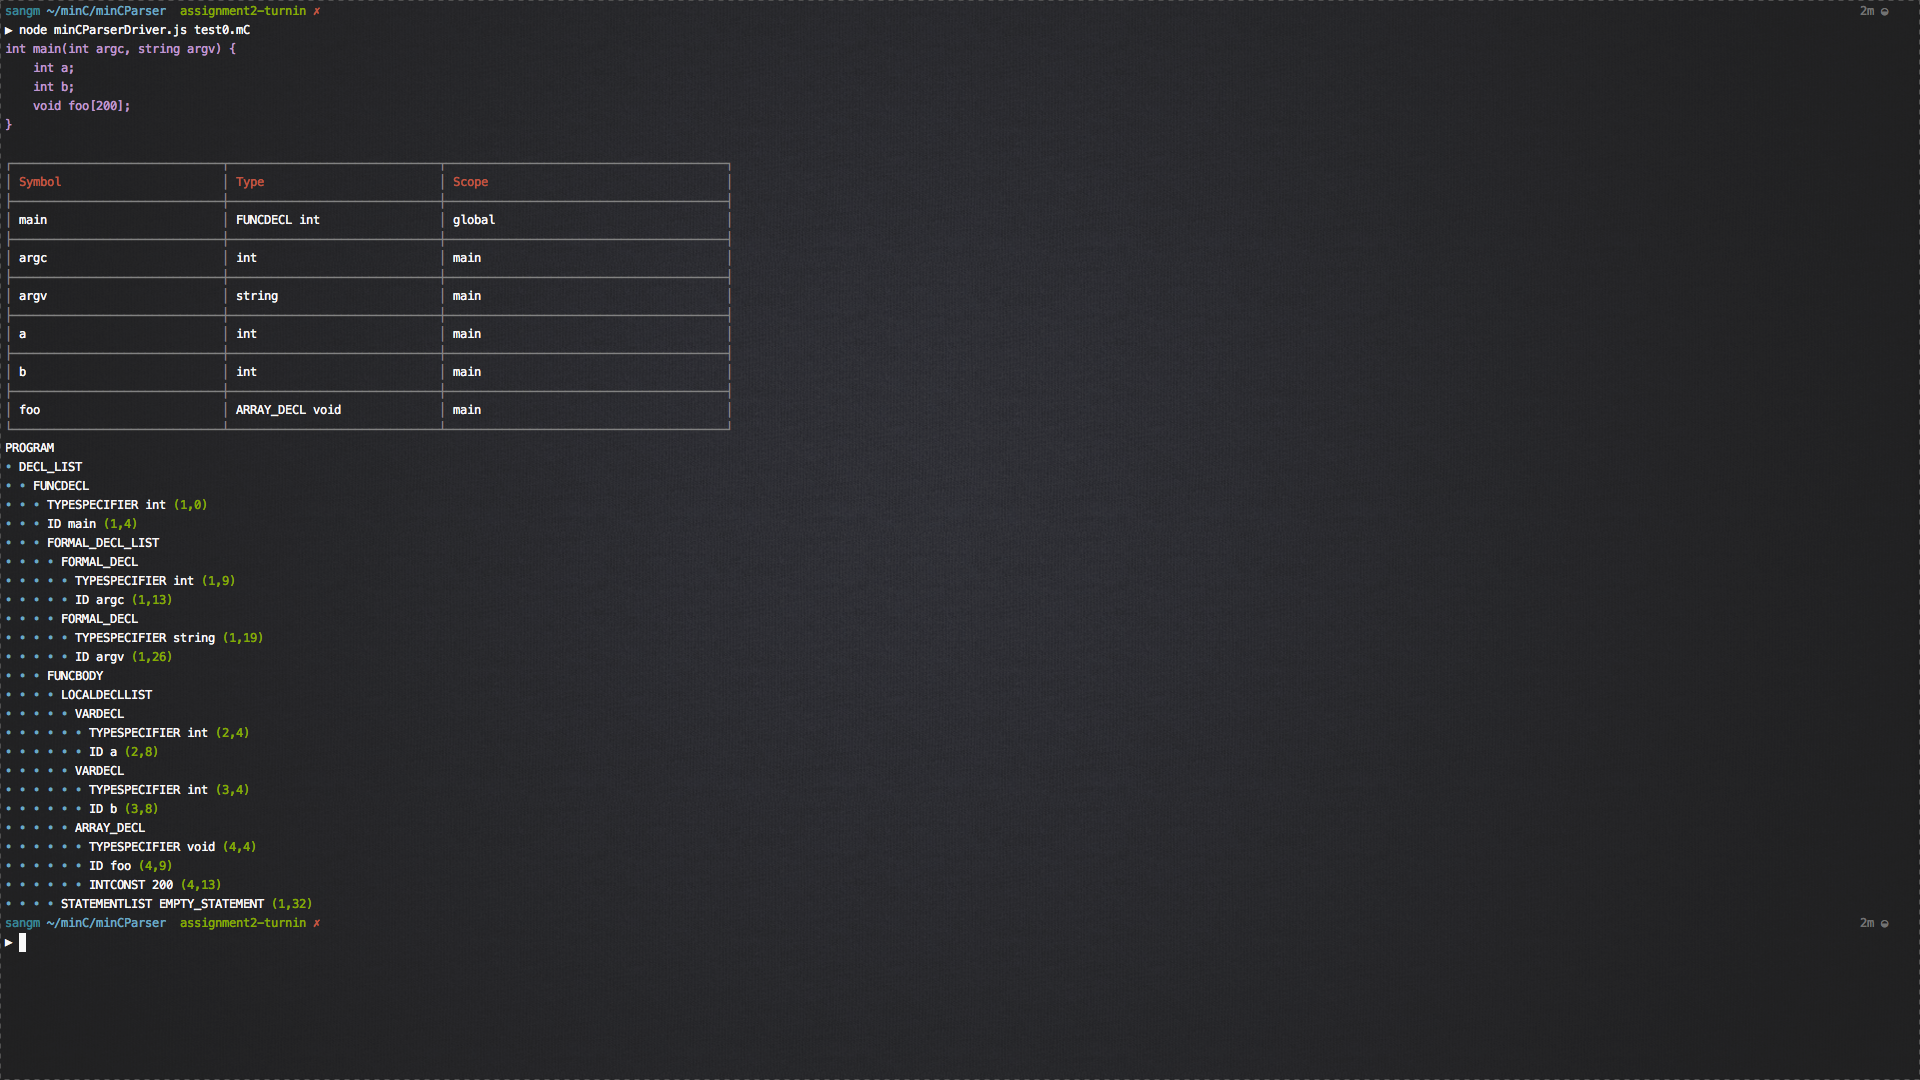 sangm ~/minC/minCParser  assignment2-turnin ✗ 2m ◒
▶ node minCParserDriver.js test0.mC
int main(int argc, string argv) {
    int a;
    int b;
    void foo[200];
}
Symbol Type Scope
main FUNCDECL int global
argc int main
argv string main
a int main
b int main
foo ARRAY_DECL void main
PROGRAM
• DECL_LIST
• • FUNCDECL
• • • TYPESPECIFIER int (1,0)
• • • ID main (1,4)
• • • FORMAL_DECL_LIST
• • • • FORMAL_DECL
• • • • • TYPESPECIFIER int (1,9)
• • • • • ID argc (1,13)
• • • • FORMAL_DECL
• • • • • TYPESPECIFIER string (1,19)
• • • • • ID argv (1,26)
• • • FUNCBODY
• • • • LOCALDECLLIST
• • • • • VARDECL
• • • • • • TYPESPECIFIER int (2,4)
• • • • • • ID a (2,8)
• • • • • VARDECL
• • • • • • TYPESPECIFIER int (3,4)
• • • • • • ID b (3,8)
• • • • • ARRAY_DECL
• • • • • • TYPESPECIFIER void (4,4)
• • • • • • ID foo (4,9)
• • • • • • INTCONST 200 (4,13)
• • • • STATEMENTLIST EMPTY_STATEMENT (1,32)
sangm ~/minC/minCParser  assignment2-turnin ✗ 2m ◒
▶